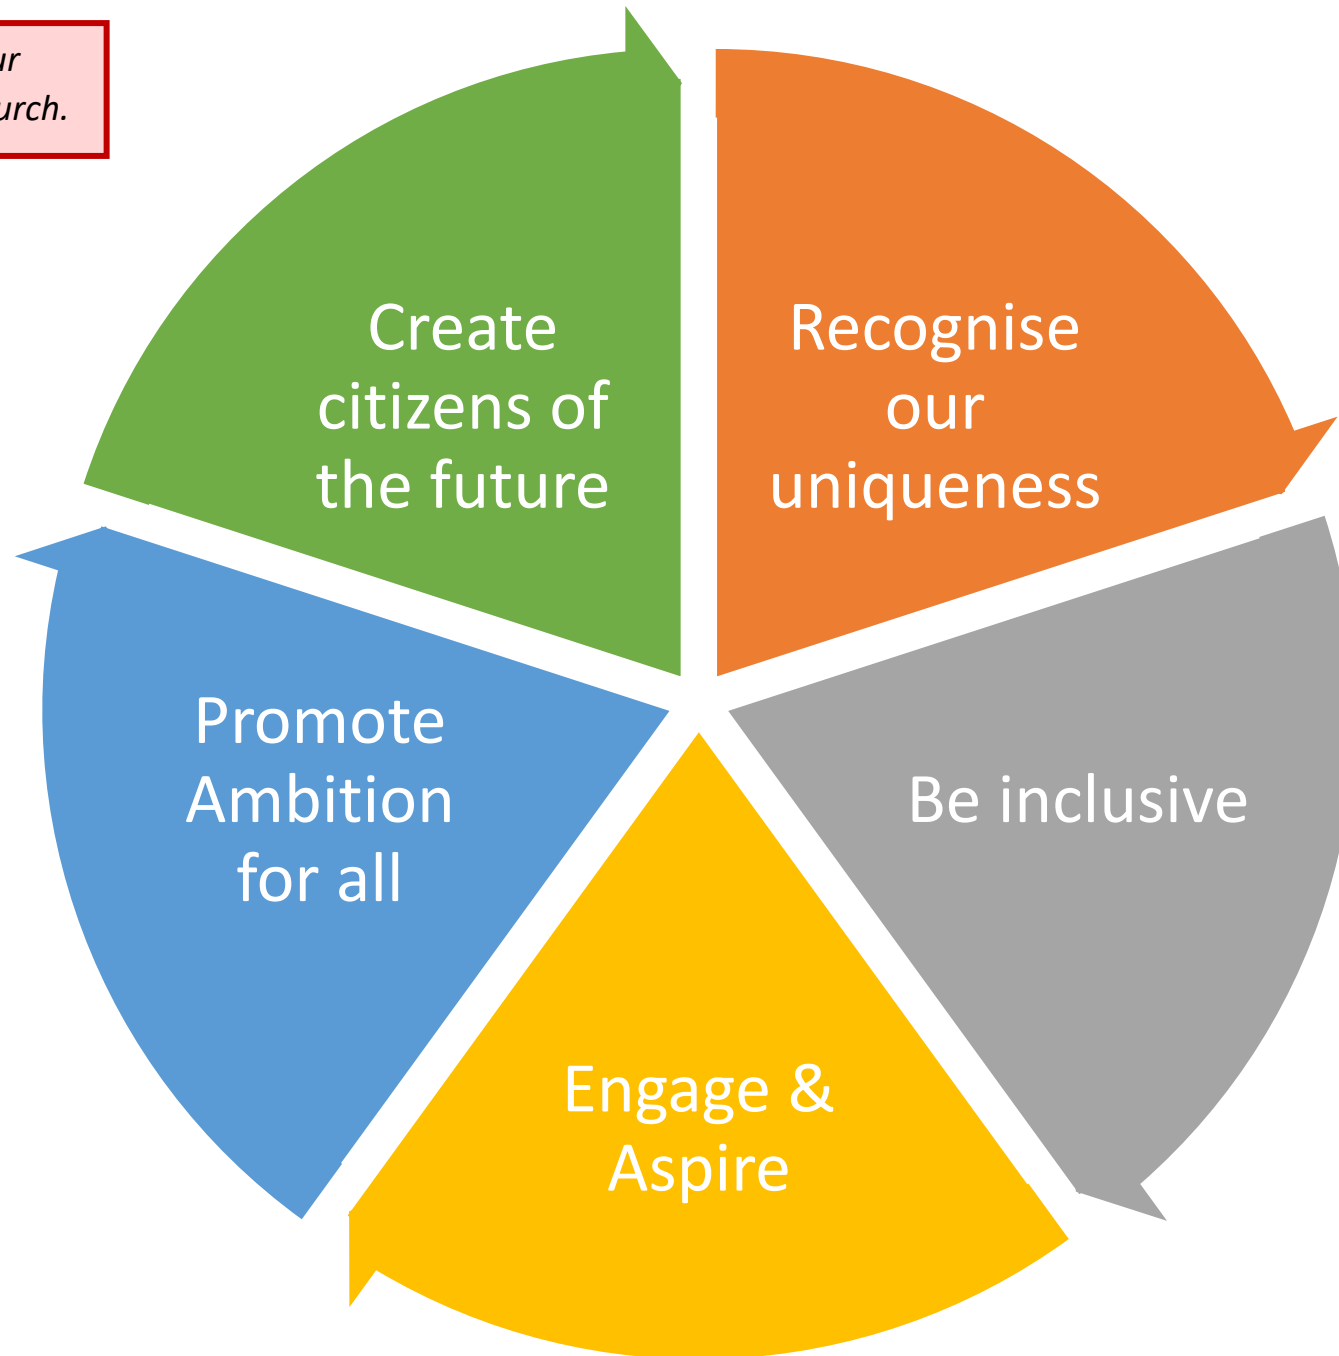 Create
citizens of
the future
Recognise
our
uniqueness
Be inclusive
Engage &
Aspire
Promote
Ambition
for all